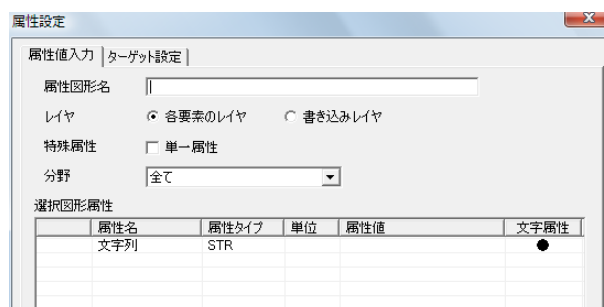 属性設定
属性値入力 ターゲット設定
属性図形名
レイヤ 各要素のレイヤ 書き込みレイヤ
特殊属性 単一属性
分野 全て
選択図形属性
属性名 属性タイプ 単位 属性値 文字属性
文字列 STR ●